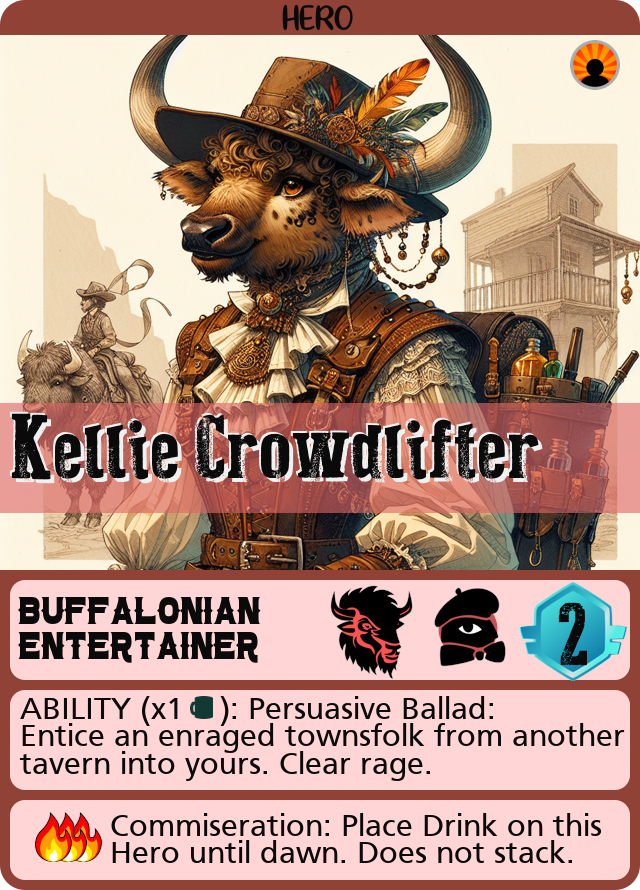 HERO
Kellie Crowdlifter
BUFFALONIAN
ENTERTAINER
2
ABILITY (x1 ): Persuasive Ballad:
Entice an enraged townsfolk from another
tavern into yours. Clear rage.
Commiseration: Place Drink on this
Hero until dawn. Does not stack.